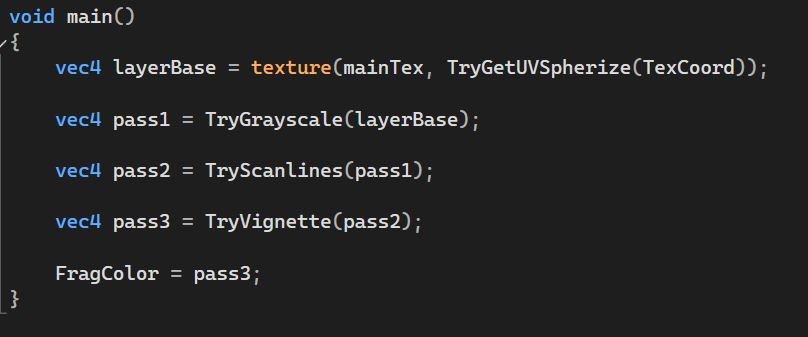 void main()
{
    vec4 layerBase = texture(mainTex, TryGetUVSpherize(TexCoord));
    vec4 pass1 = TryGrayscale(layerBase);
    vec4 pass2 = TryScanlines(pass1);
    vec4 pass3 = TryVignette(pass2);
    FragColor = pass3;
}